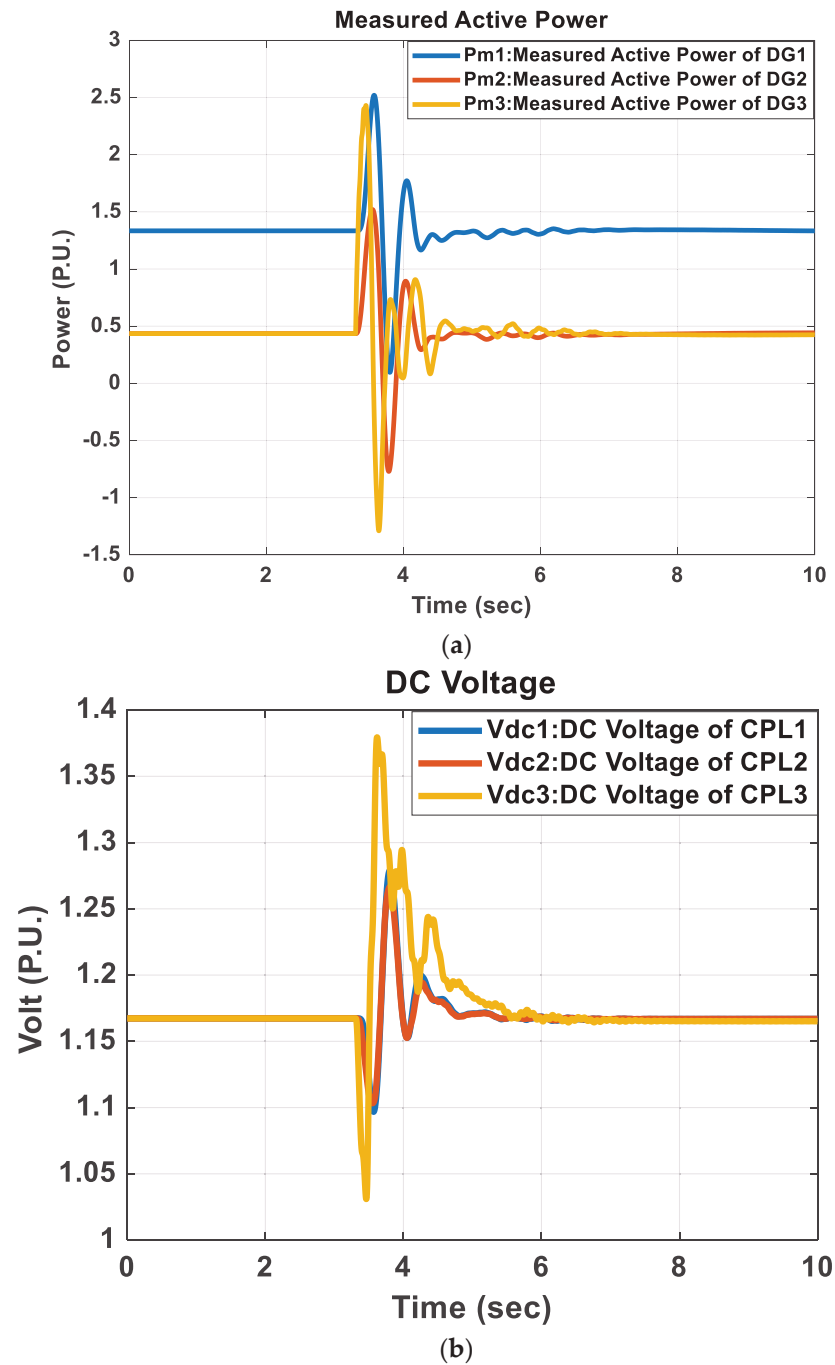 Measured Active Power
3
2.5
2
1.5
1
0.5
0
-0.5
-1
-1.5
Power (P.U.)
Pm1:Measured Active Power of DG1
Pm2:Measured Active Power of DG2
Pm3:Measured Active Power of DG3
0 2 4 6 8 10
Time (sec)
(a)
DC Voltage
1.4
1.35
1.3
1.25
1.2
1.15
1.1
1.05
1
Volt (P.U.)
Vdc1:DC Voltage of CPL1
Vdc2:DC Voltage of CPL2
Vdc3:DC Voltage of CPL3
0 2 4 6 8 10
Time (sec)
(b)